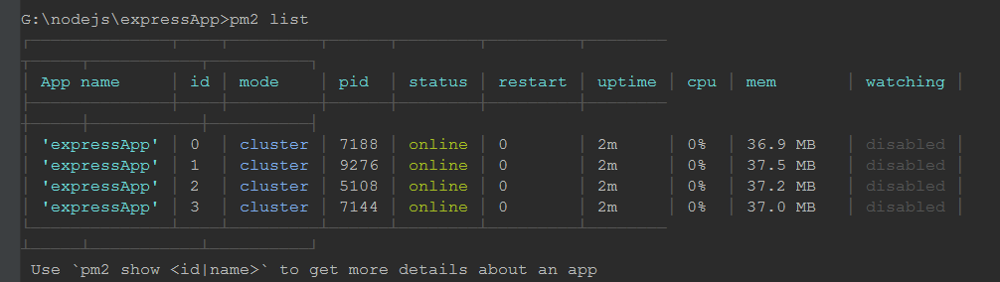 G:\nodejs\expressApp>pm2 list
App name │ id │ mode │ pid │ status │ restart │ uptime │ cpu │ mem │ watching
'expressApp' │ 0 │ cluster │ 7188 │ online │ 0 │ 2m │ 0% │ 36.9 MB │ disabled
'expressApp' │ 1 │ cluster │ 9276 │ online │ 0 │ 2m │ 0% │ 37.5 MB │ disabled
'expressApp' │ 2 │ cluster │ 5108 │ online │ 0 │ 2m │ 0% │ 37.2 MB │ disabled
'expressApp' │ 3 │ cluster │ 7144 │ online │ 0 │ 2m │ 0% │ 37.0 MB │ disabled
Use `pm2 show <id|name>` to get more details about an app